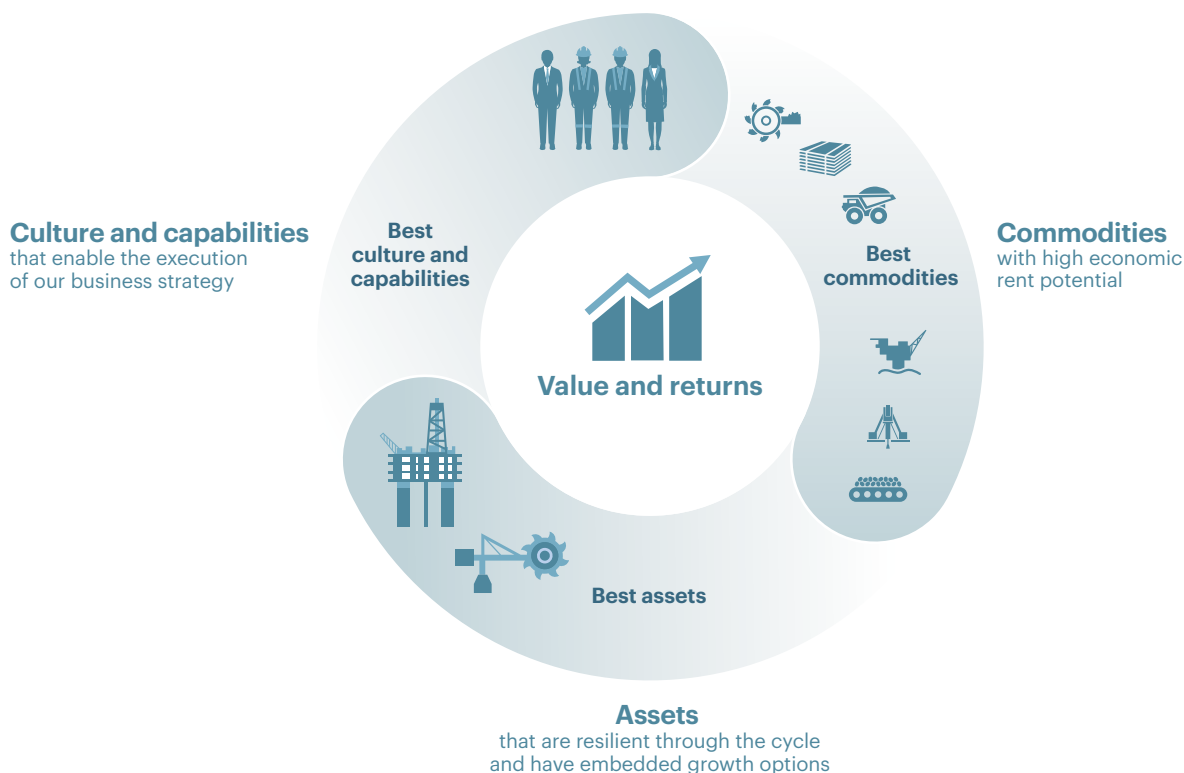 Culture and capabilities
that enable the execution
of our business strategy
Best
culture and
capabilities
Value and returns
Best
commodities
Commodities
with high economic
rent potential
Best assets
Assets
that are resilient through the cycle
and have embedded growth options